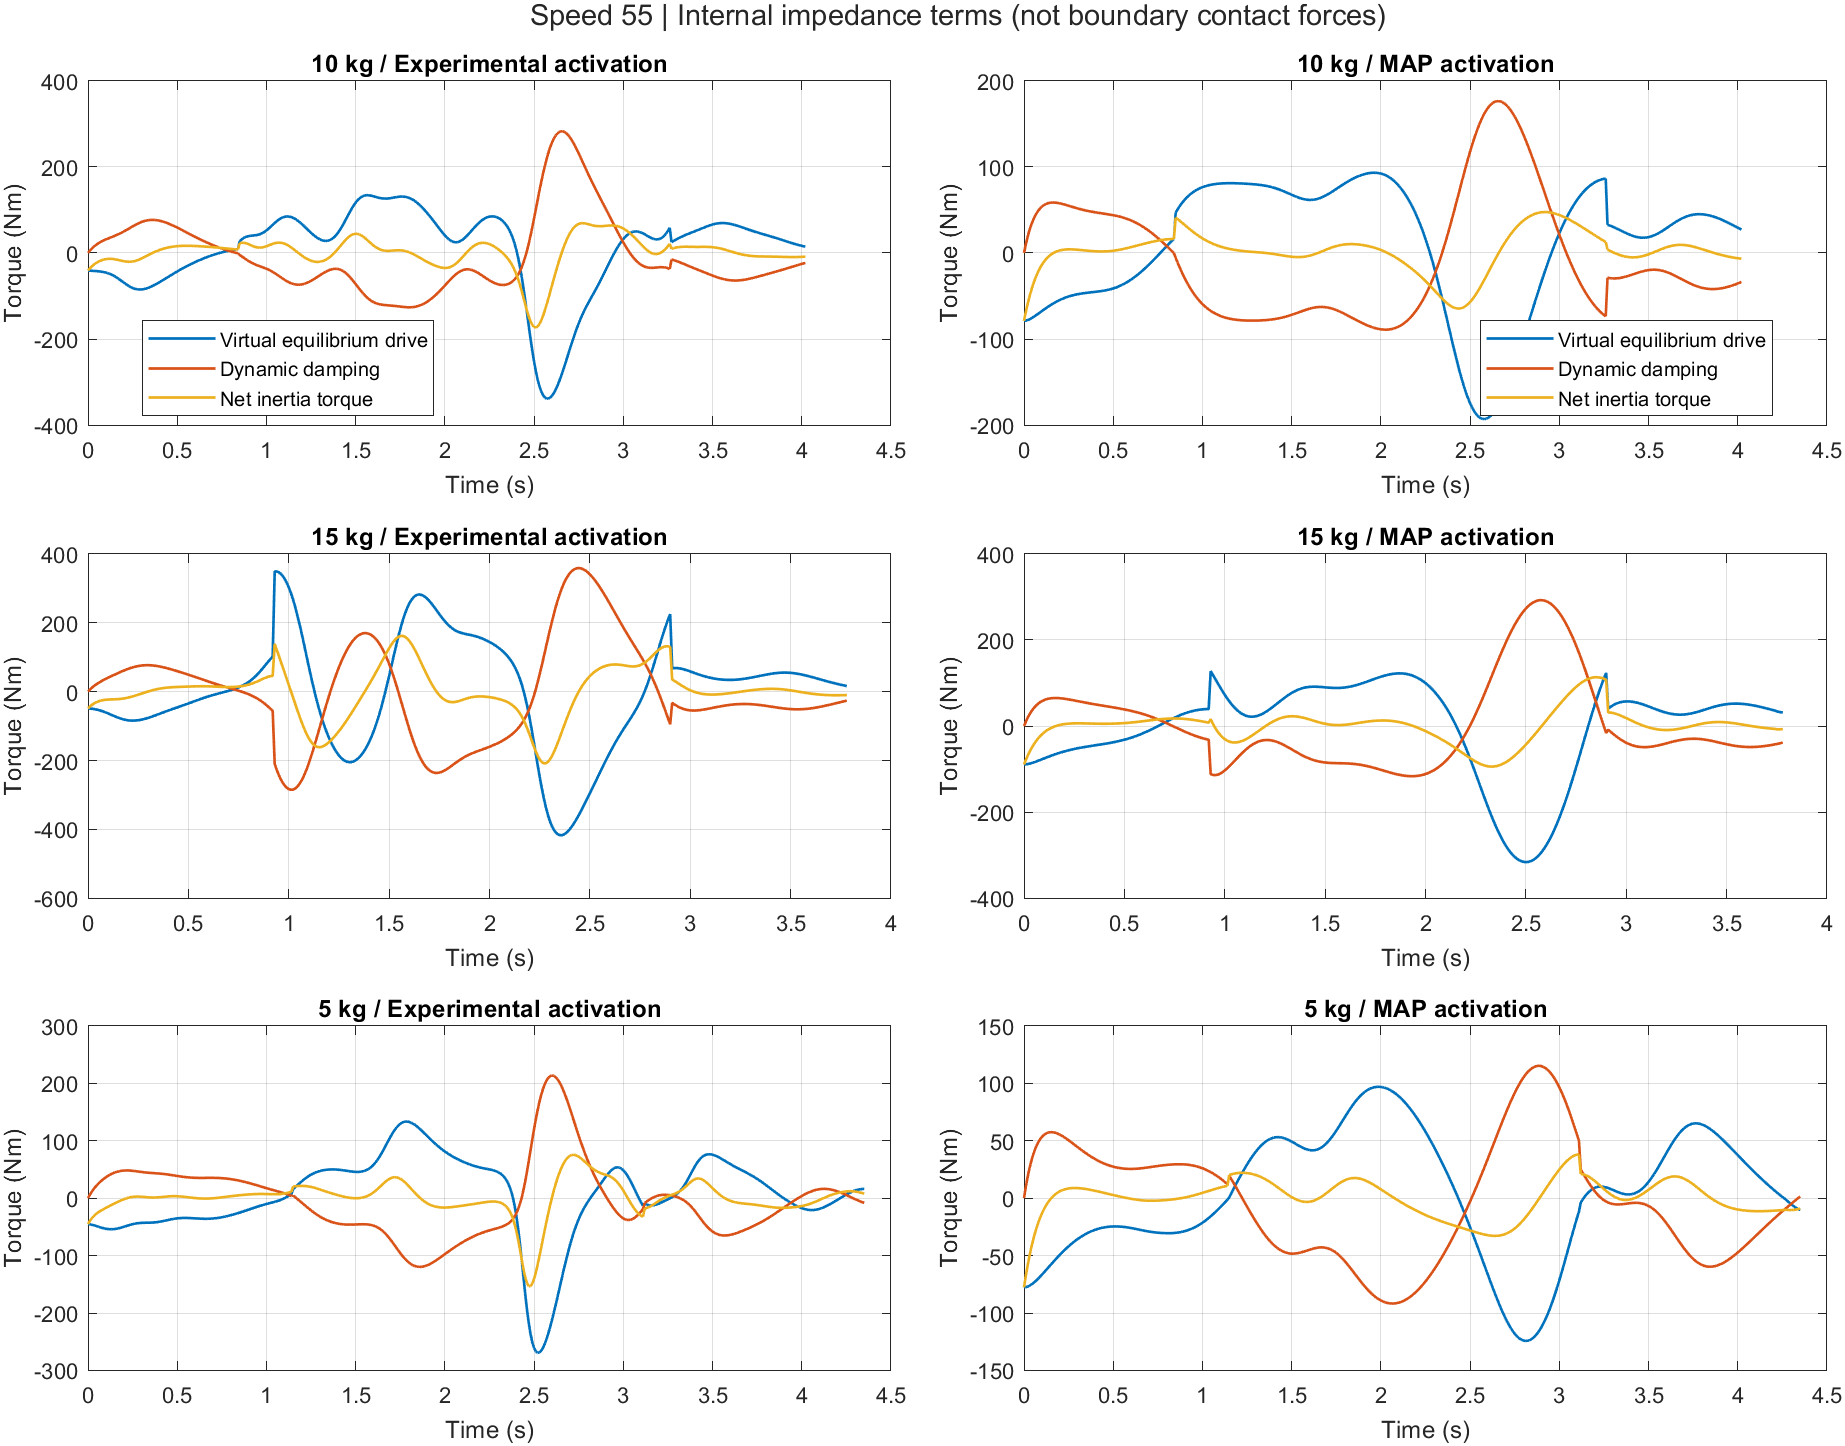 Speed 55 | Internal impedance terms (not boundary contact forces)
10 kg / Experimental activation
400
200
0
-200
-400
Torque (Nm)
Virtual equilibrium drive
Dynamic damping
Net inertia torque
0 0.5 1 1.5 2 2.5 3 3.5 4 4.5
Time (s)
10 kg / MAP activation
200
100
0
-100
-200
Torque (Nm)
Virtual equilibrium drive
Dynamic damping
Net inertia torque
0 0.5 1 1.5 2 2.5 3 3.5 4 4.5
Time (s)
15 kg / Experimental activation
400
200
0
-200
-400
-600
Torque (Nm)
0 0.5 1 1.5 2 2.5 3 3.5 4
Time (s)
15 kg / MAP activation
400
200
0
-200
-400
Torque (Nm)
0 0.5 1 1.5 2 2.5 3 3.5 4
Time (s)
5 kg / Experimental activation
300
200
100
0
-100
-200
-300
Torque (Nm)
0 0.5 1 1.5 2 2.5 3 3.5 4 4.5
Time (s)
5 kg / MAP activation
150
100
50
0
-50
-100
-150
Torque (Nm)
0 0.5 1 1.5 2 2.5 3 3.5 4 4.5
Time (s)